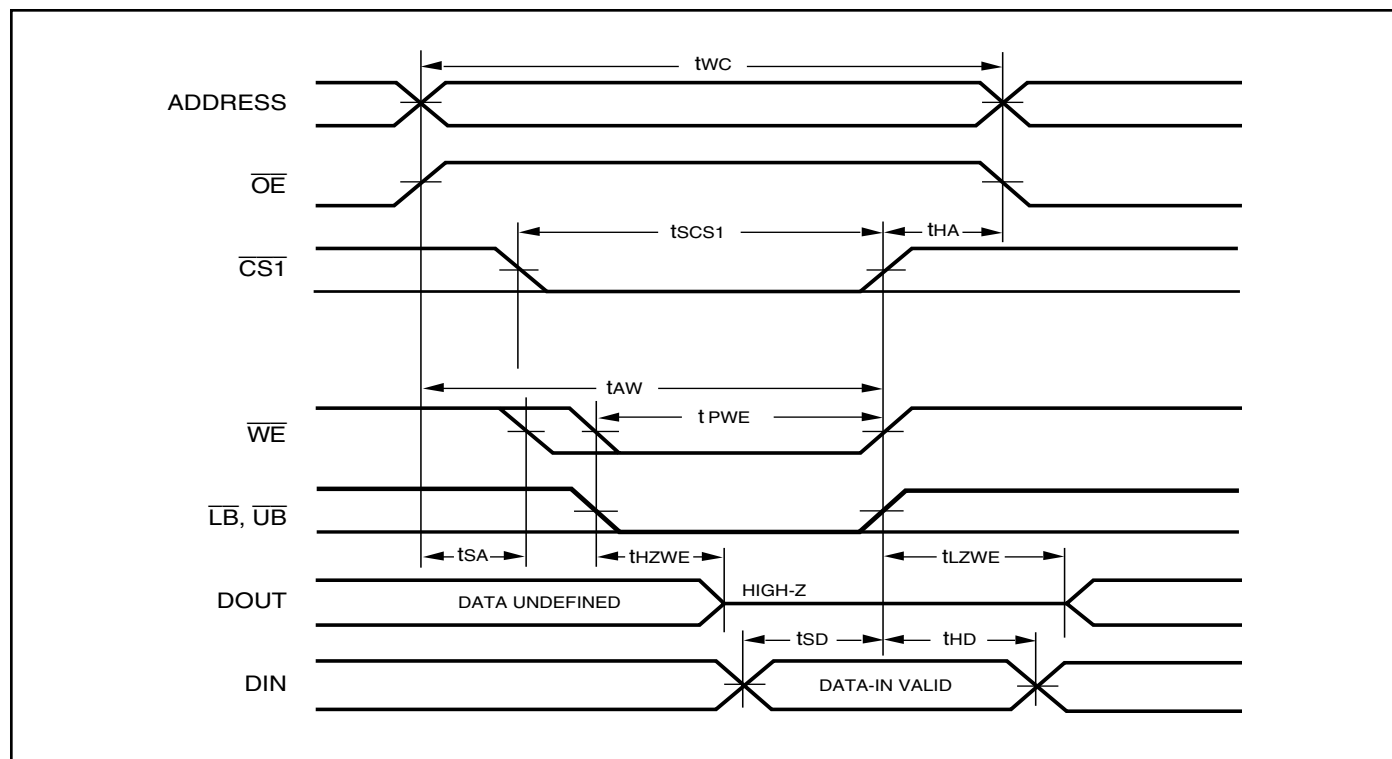 tWC
ADDRESS
OE
tSCS1
tHA
CS1
tAW
t PWE
WE
LB, UB
tSA
tHZWE
tLZWE
DOUT
DATA UNDEFINED
HIGH-Z
tSD
tHD
DIN
DATA-IN VALID